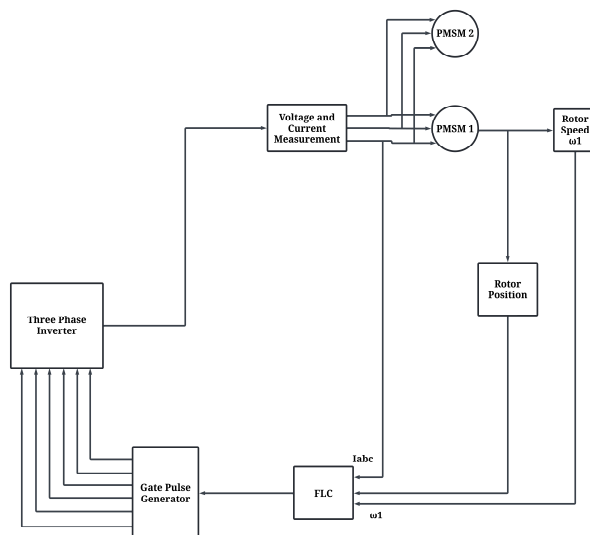 PMSM 2
Voltage and
Current
Measurement
PMSM 1
Rotor
Speed
ω1
Rotor
Position
Three Phase
Inverter
Iabc
Gate Pulse
Generator
FLC
ω1